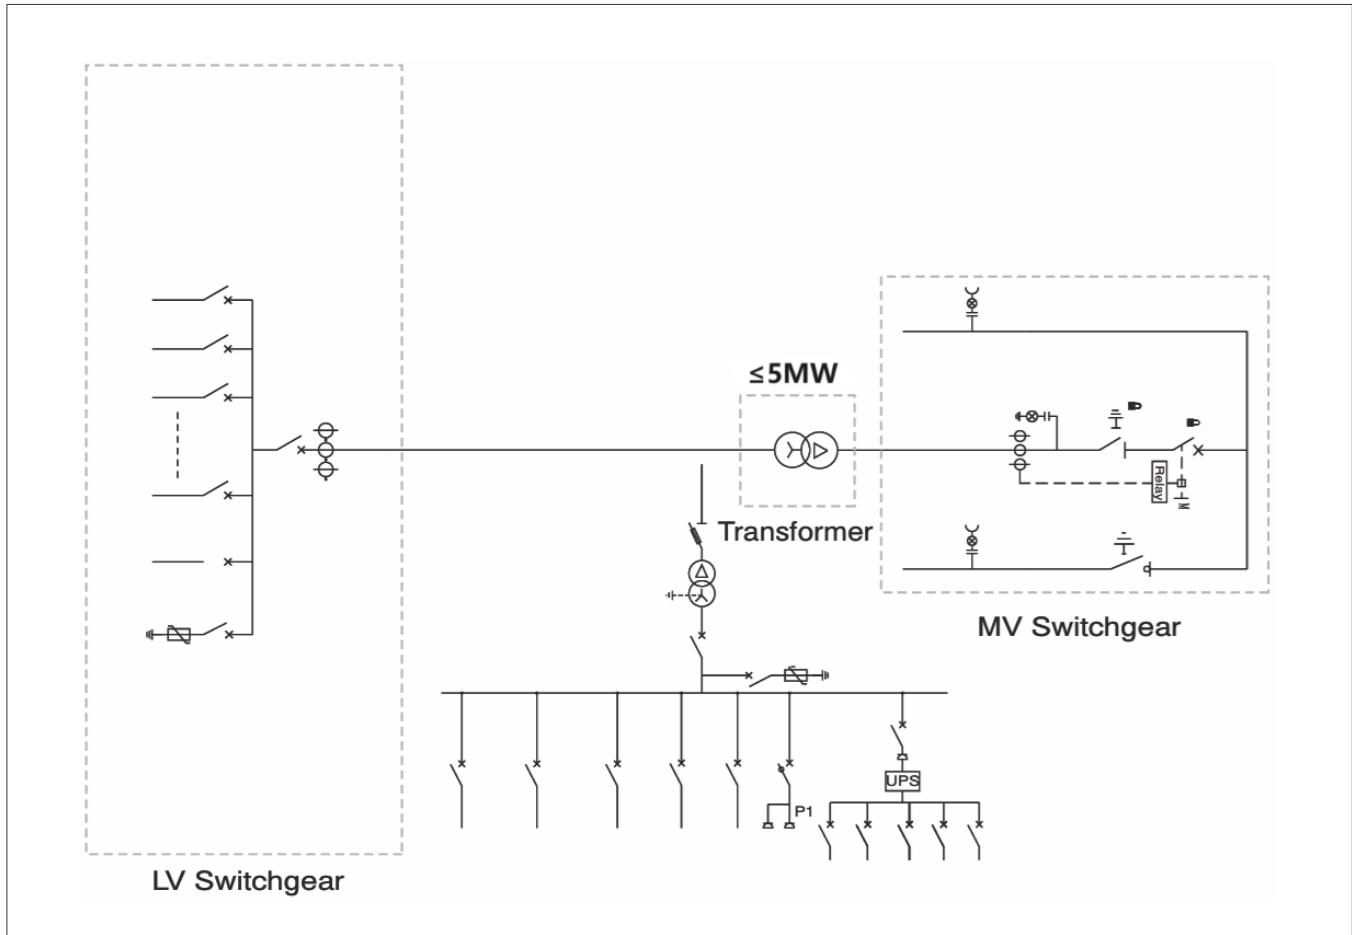 ≤5MW
Relay
M
Transformer
MV Switchgear
UPS
P1
LV Switchgear